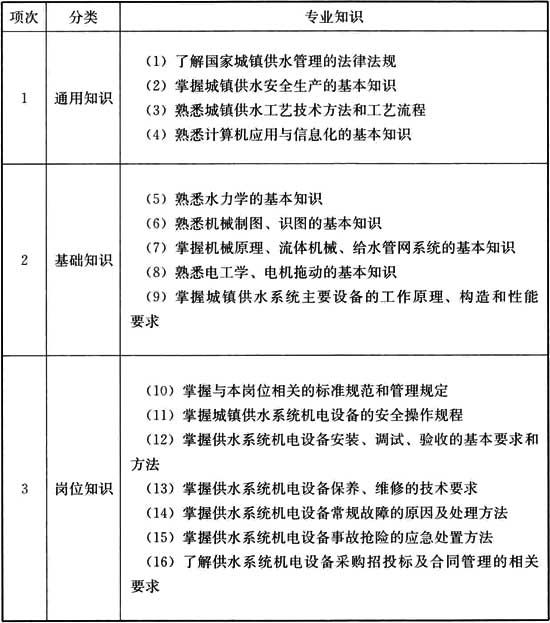 项次 分类 专业知识
1 通用知识
(1) 了解国家城镇供水管理的法律法规
(2) 掌握城镇供水安全生产的基本知识
(3) 熟悉城镇供水工艺技术方法和工艺流程
(4) 熟悉计算机应用与信息化的基本知识
2 基础知识
(5) 熟悉水力学的基本知识
(6) 熟悉机械制图、识图的基本知识
(7) 掌握机械原理、流体机械、给水管网系统的基本知识
(8) 熟悉电工学、电机拖动的基本知识
(9) 掌握城镇供水系统主要设备的工作原理、构造和性能
要求
3 岗位知识
(10) 掌握与本岗位相关的标准规范和管理规定
(11) 掌握城镇供水系统机电设备的安全操作规程
(12) 掌握供水系统机电设备安装、调试、验收的基本要求和
方法
(13) 掌握供水系统机电设备保养、维修的技术要求
(14) 掌握供水系统机电设备常规故障的原因及处理方法
(15) 掌握供水系统机电设备事故抢险的应急处置方法
(16) 了解供水系统机电设备采购招投标及合同管理的相关
要求